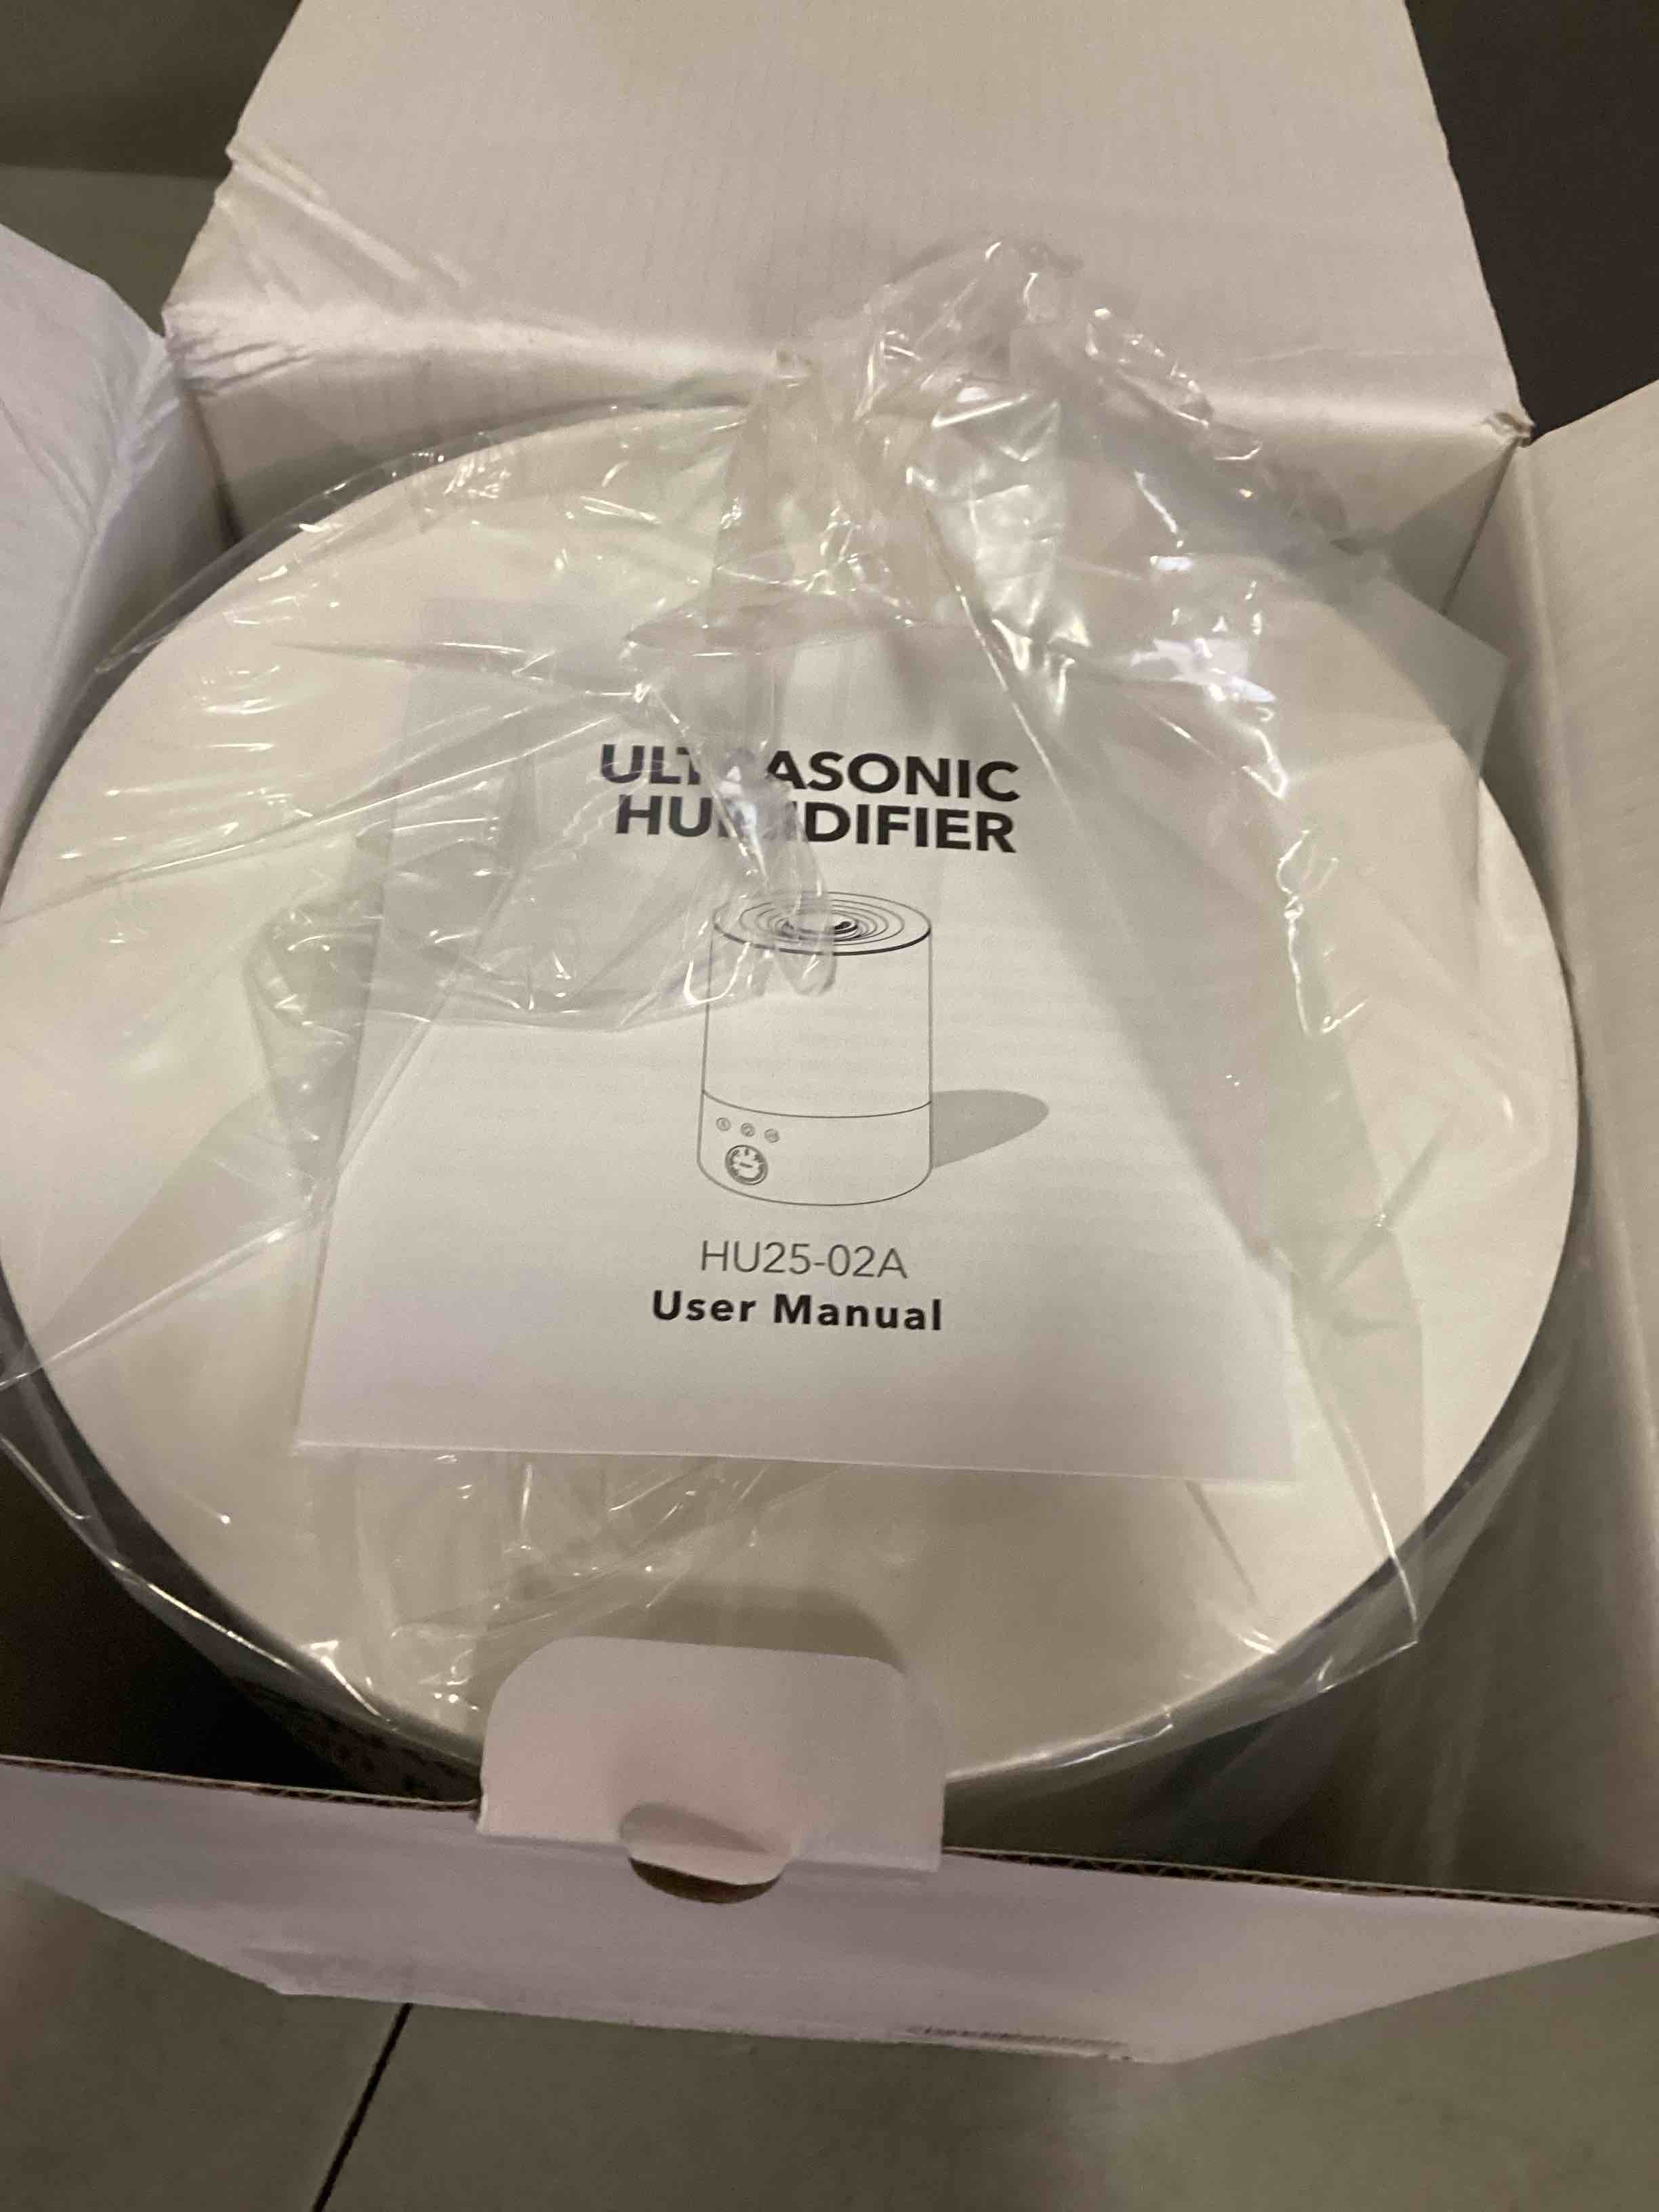 ULTRASONIC
HUMIDIFIER
HU25-02A
User Manual